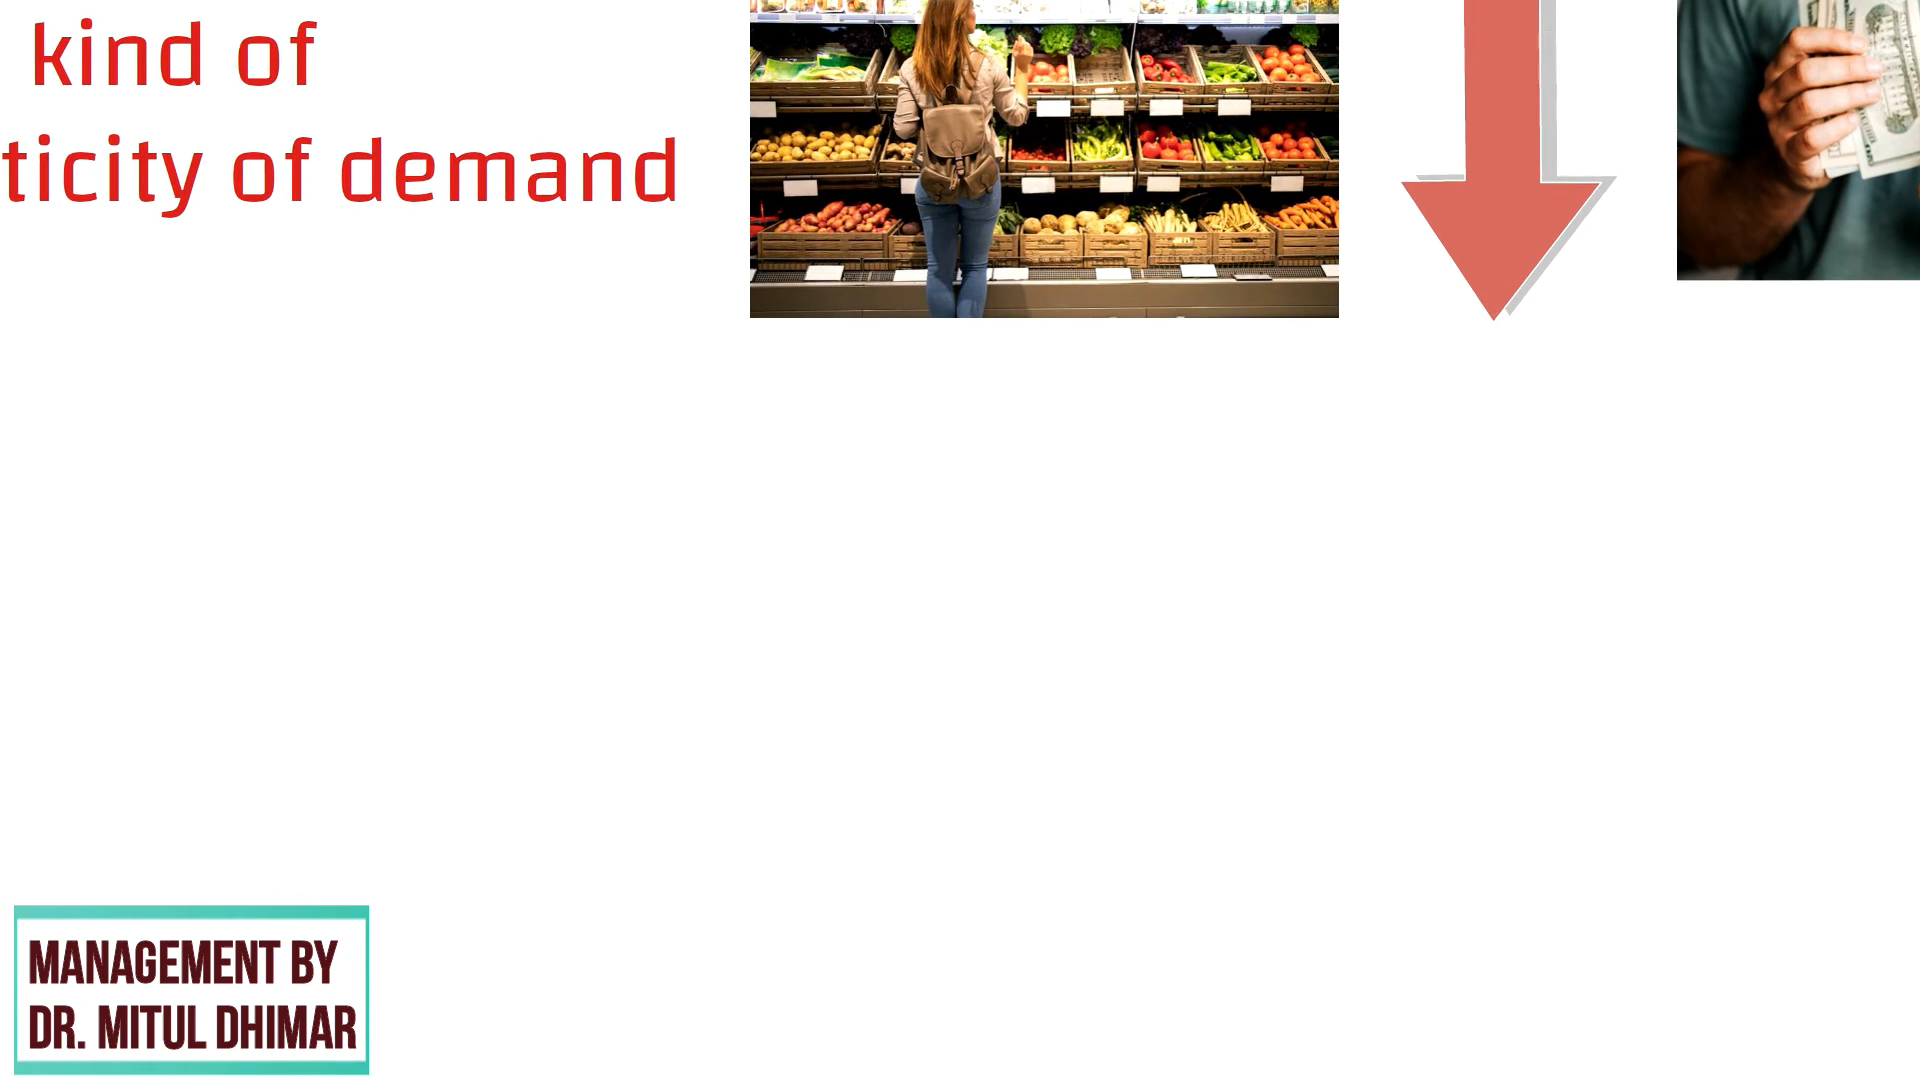 kind of
ticity of demand
MANAGEMENT BY
DR. MITUL DHIMAR